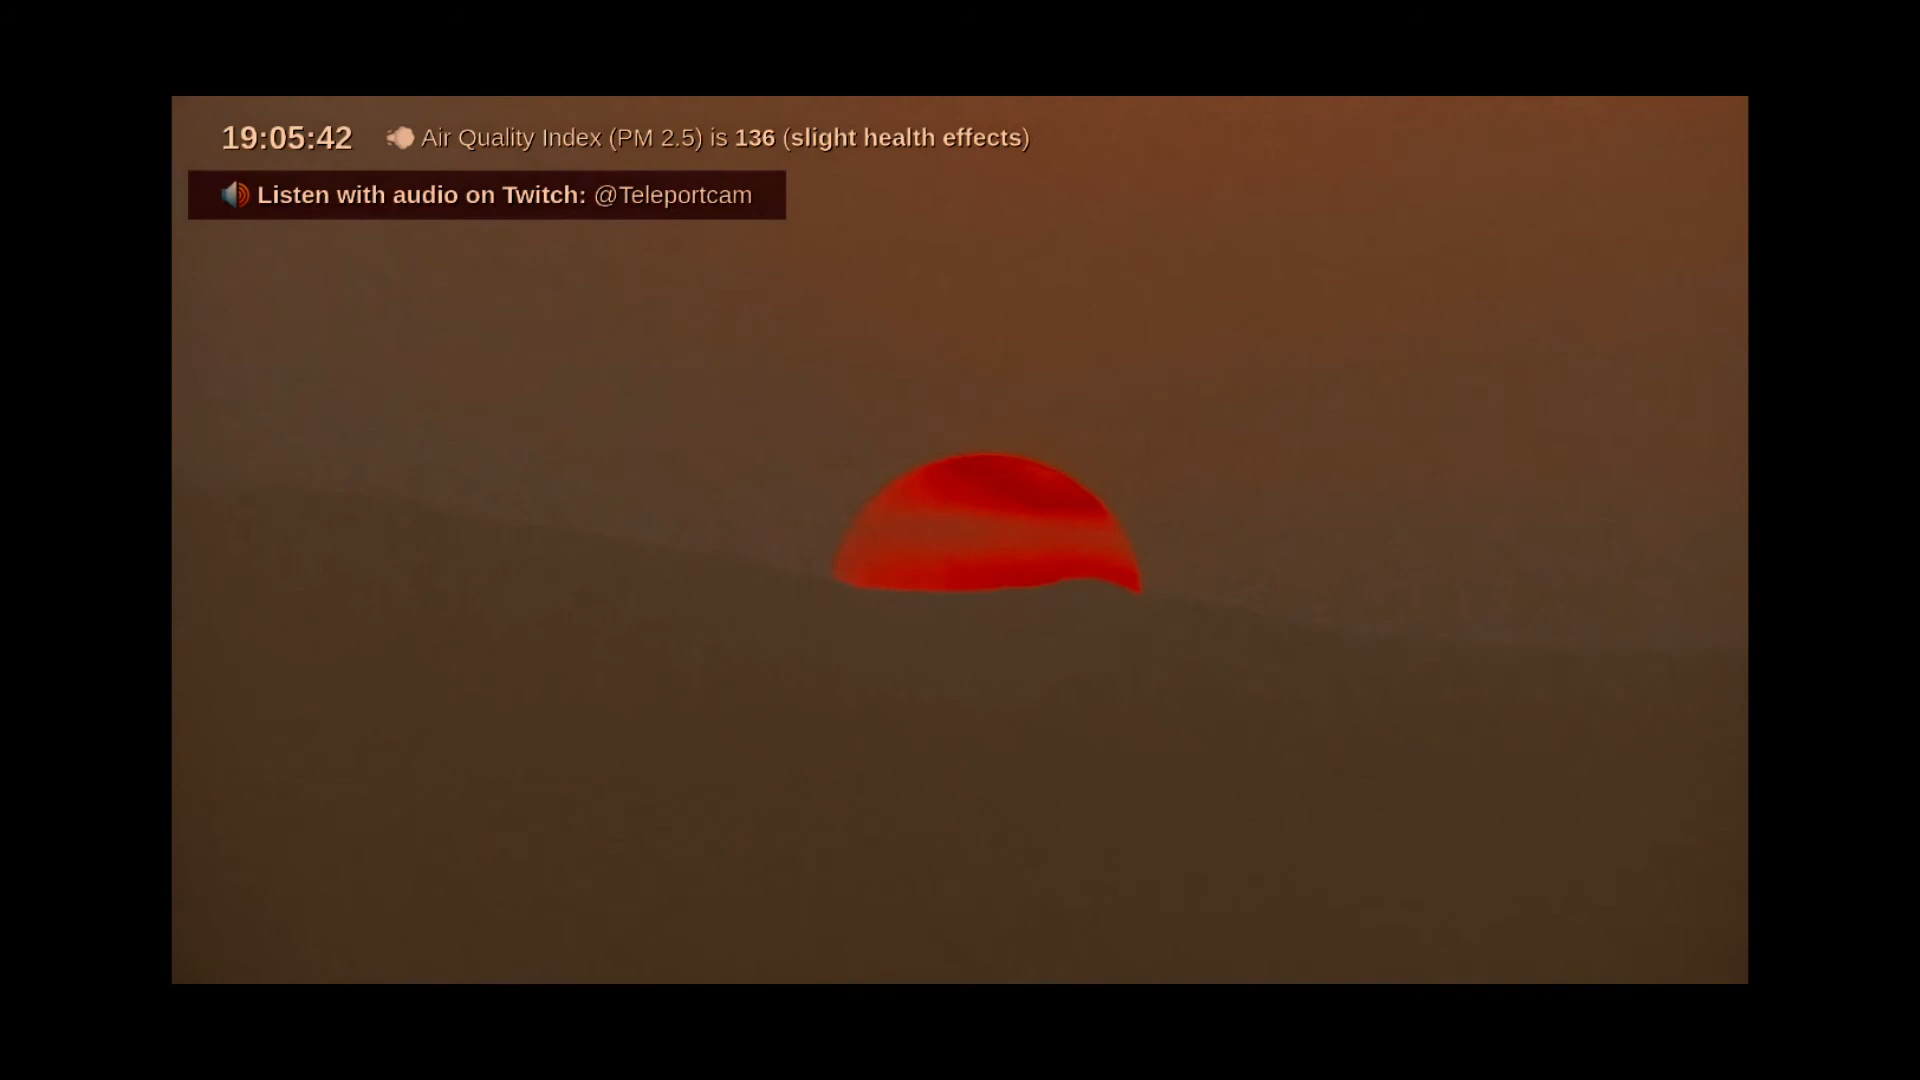 19:05:42 Air Quality Index (PM 2.5) is 136 (slight health effects)
Listen with audio on Twitch: @Teleportcam